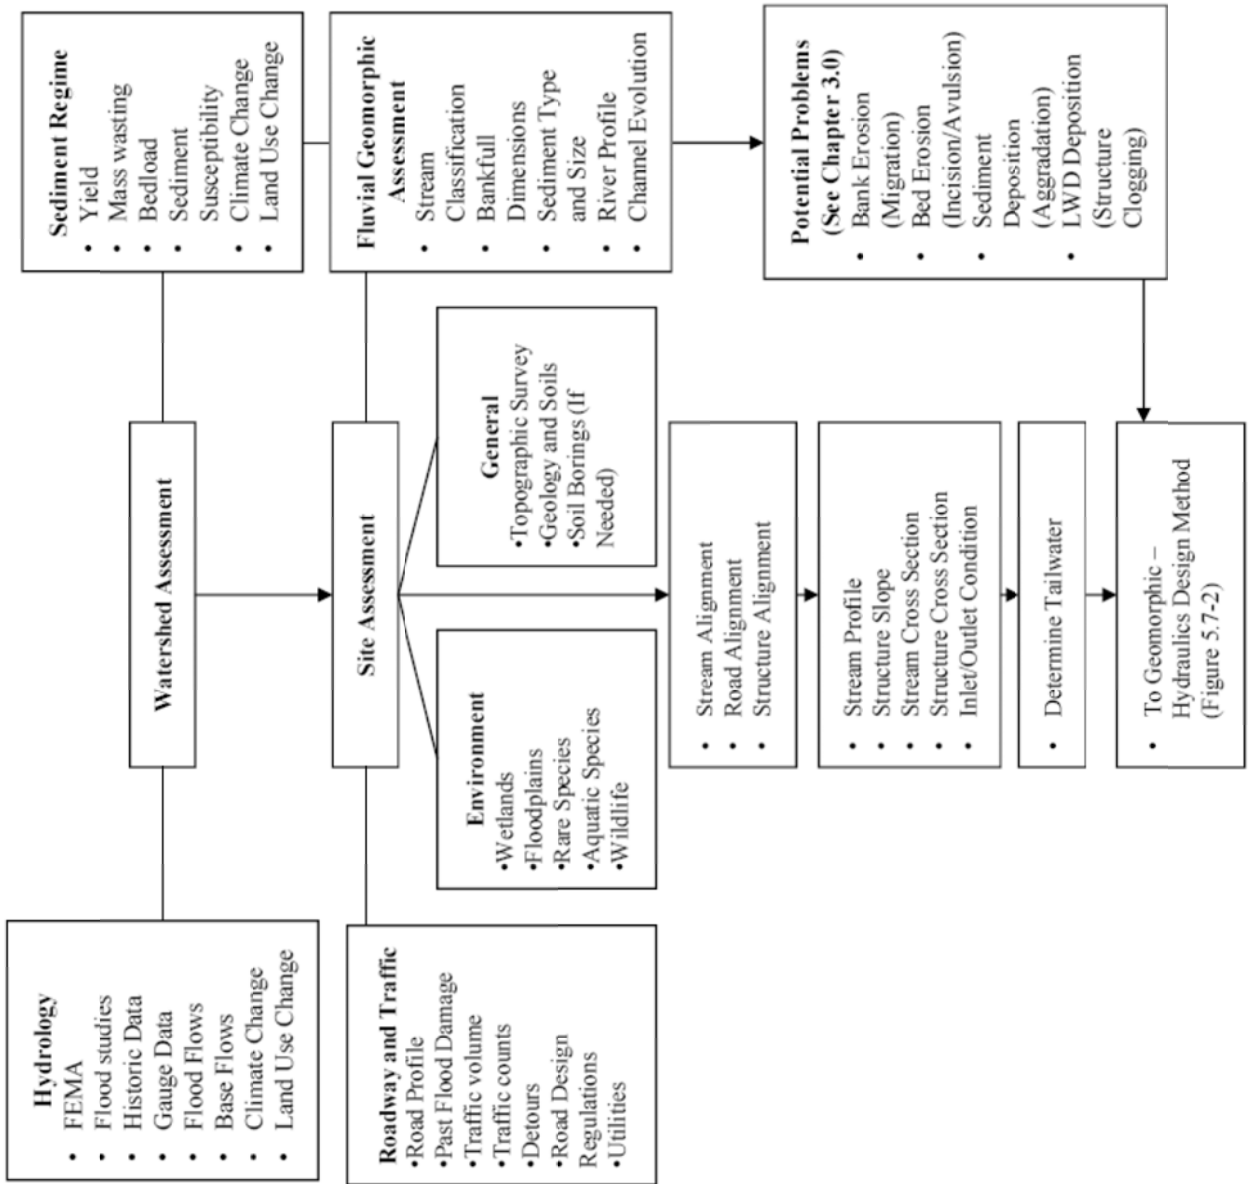 Hydrology
• FEMA
• Flood studies
• Historic Data
• Gauge Data
• Flood Flows
• Base Flows
• Climate Change
• Land Use Change
Watershed Assessment
Sediment Regime
• Yield
• Mass wasting
• Bedload
• Sediment
Susceptibility
• Climate Change
• Land Use Change
Roadway and Traffic
•Road Profile
•Past Flood Damage
•Traffic volume
•Traffic counts
•Detours
•Road Design
Regulations
•Utilities
Site Assessment
Fluvial Geomorphic
Assessment
• Stream
Classification
• Bankfull
Dimensions
• Sediment Type
and Size
• River Profile
• Channel Evolution
Environment
•Wetlands
•Floodplains
•Rare Species
•Aquatic Species
•Wildlife
General
•Topographic Survey
•Geology and Soils
•Soil Borings (If
Needed)
• Stream Alignment
• Road Alignment
• Structure Alignment
Potential Problems
(See Chapter 3.0)
• Bank Erosion
(Migration)
• Bed Erosion
(Incision/Avulsion)
• Sediment
Deposition
(Aggradation)
• LWD Deposition
(Structure
Clogging)
• Stream Profile
• Structure Slope
• Stream Cross Section
• Structure Cross Section
• Inlet/Outlet Condition
• Determine Tailwater
• To Geomorphic –
Hydraulics Design Method
(Figure 5.7-2)